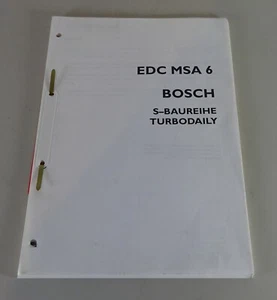 EDC MSA 6
BOSCH
S-BAUREIHE
TURBODAILY